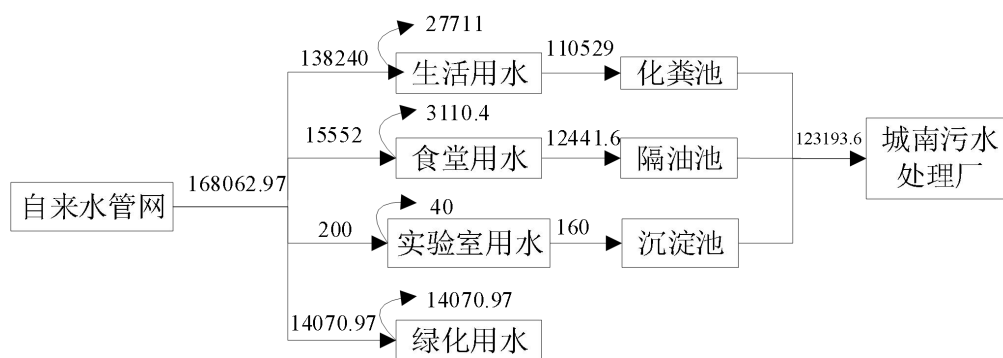 27711
138240
生活用水
110529
化粪池
3110.4
15552
食堂用水
12441.6
隔油池
123193.6
城南污水
处理厂
自来水管网
168062.97
40
200
实验室用水
160
沉淀池
14070.97
14070.97
绿化用水